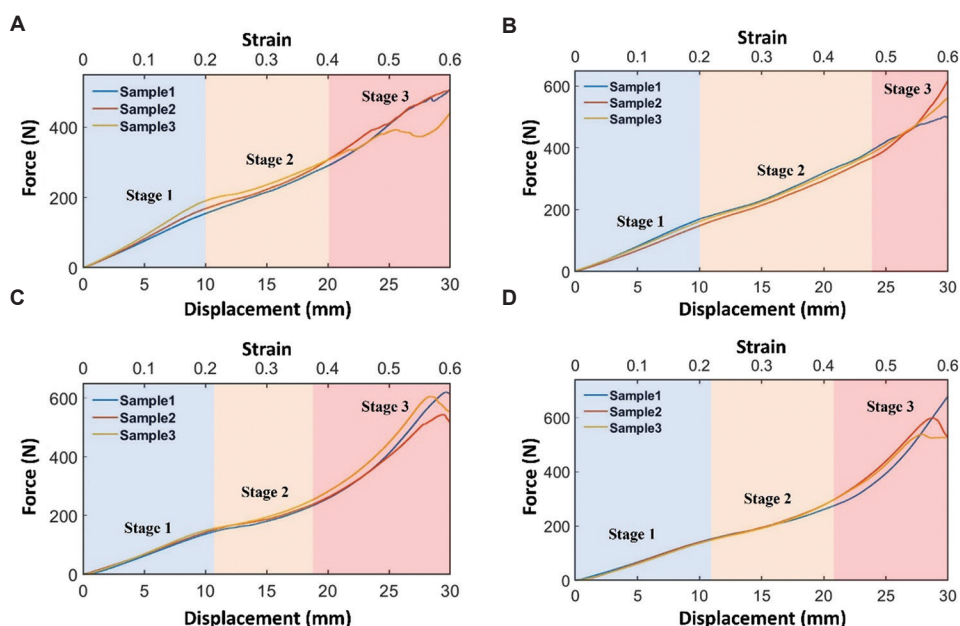 A
Strain
0 0.1 0.2 0.3 0.4 0.5 0.6
Sample1
Sample2
Sample3
Stage 1
Stage 2
Stage 3
Force (N)
400
200
0
0 5 10 15 20 25 30
Displacement (mm)
B
Strain
0 0.1 0.2 0.3 0.4 0.5 0.6
Sample1
Sample2
Sample3
Stage 1
Stage 2
Stage 3
Force (N)
600
400
200
0
0 5 10 15 20 25 30
Displacement (mm)
C
Strain
0 0.1 0.2 0.3 0.4 0.5 0.6
Sample1
Sample2
Sample3
Stage 1
Stage 2
Stage 3
Force (N)
600
400
200
0
0 5 10 15 20 25 30
Displacement (mm)
D
Strain
0 0.1 0.2 0.3 0.4 0.5 0.6
Sample1
Sample2
Sample3
Stage 1
Stage 2
Stage 3
Force (N)
600
400
200
0
0 5 10 15 20 25 30
Displacement (mm)